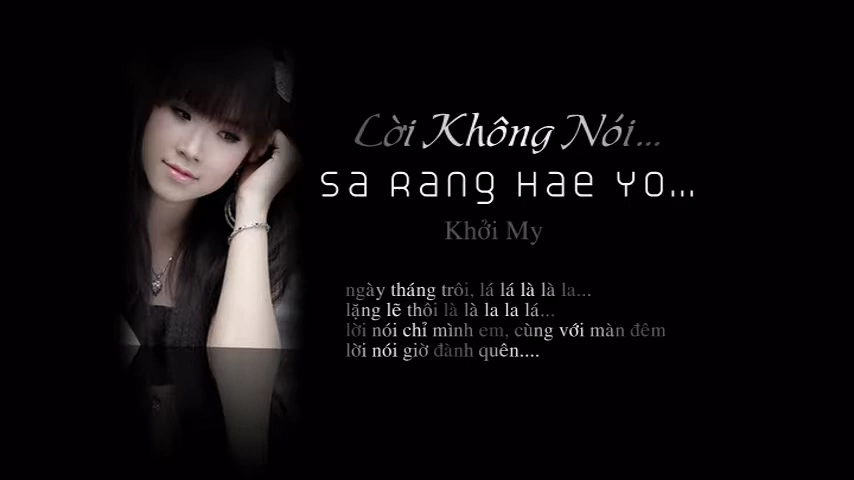 Lời Không Nói...
Sa Rang Hae Yo...
Khởi My
ngày tháng trôi, lá lá là là la...
lặng lẽ thôi là là la la lá...
lời nói chỉ mình em, cùng với màn đêm
lời nói giờ đành quên....